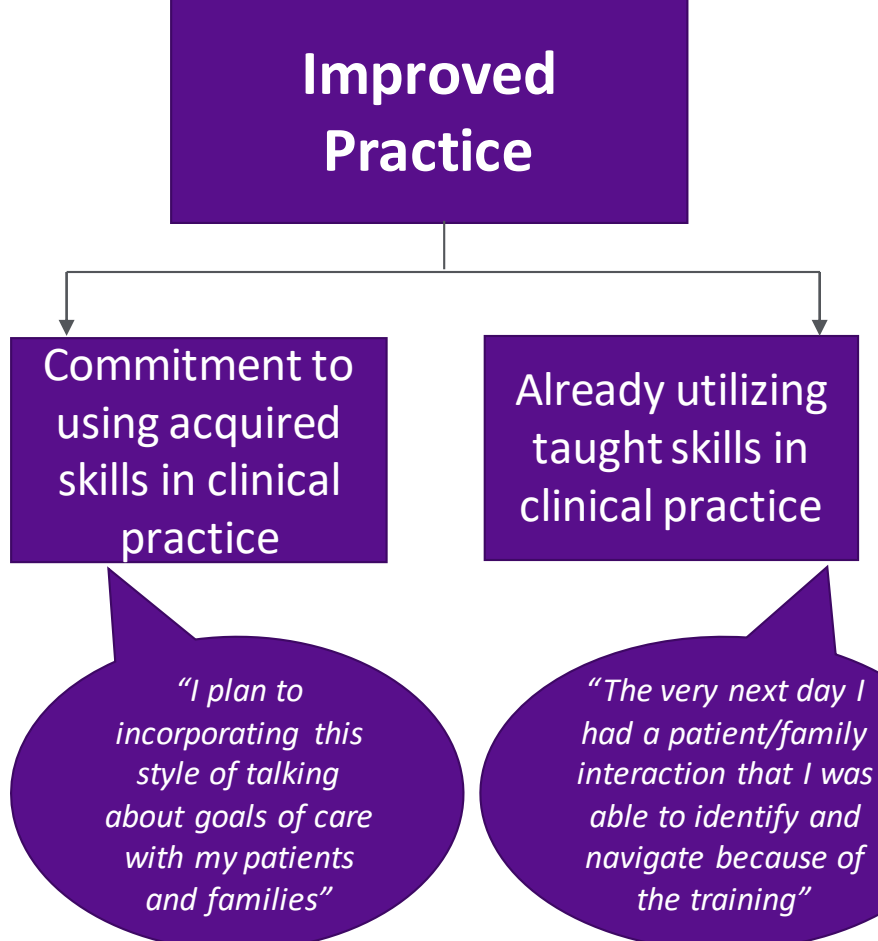 Improved
Practice
Commitment to
using acquired
skills in clinical
practice
Already utilizing
taught skills in
clinical practice
“I plan to
incorporating this
style of talking
about goals of care
with my patients
and families”
“The very next day I
had a patient/family
interaction that I was
able to identify and
navigate because of
the training”